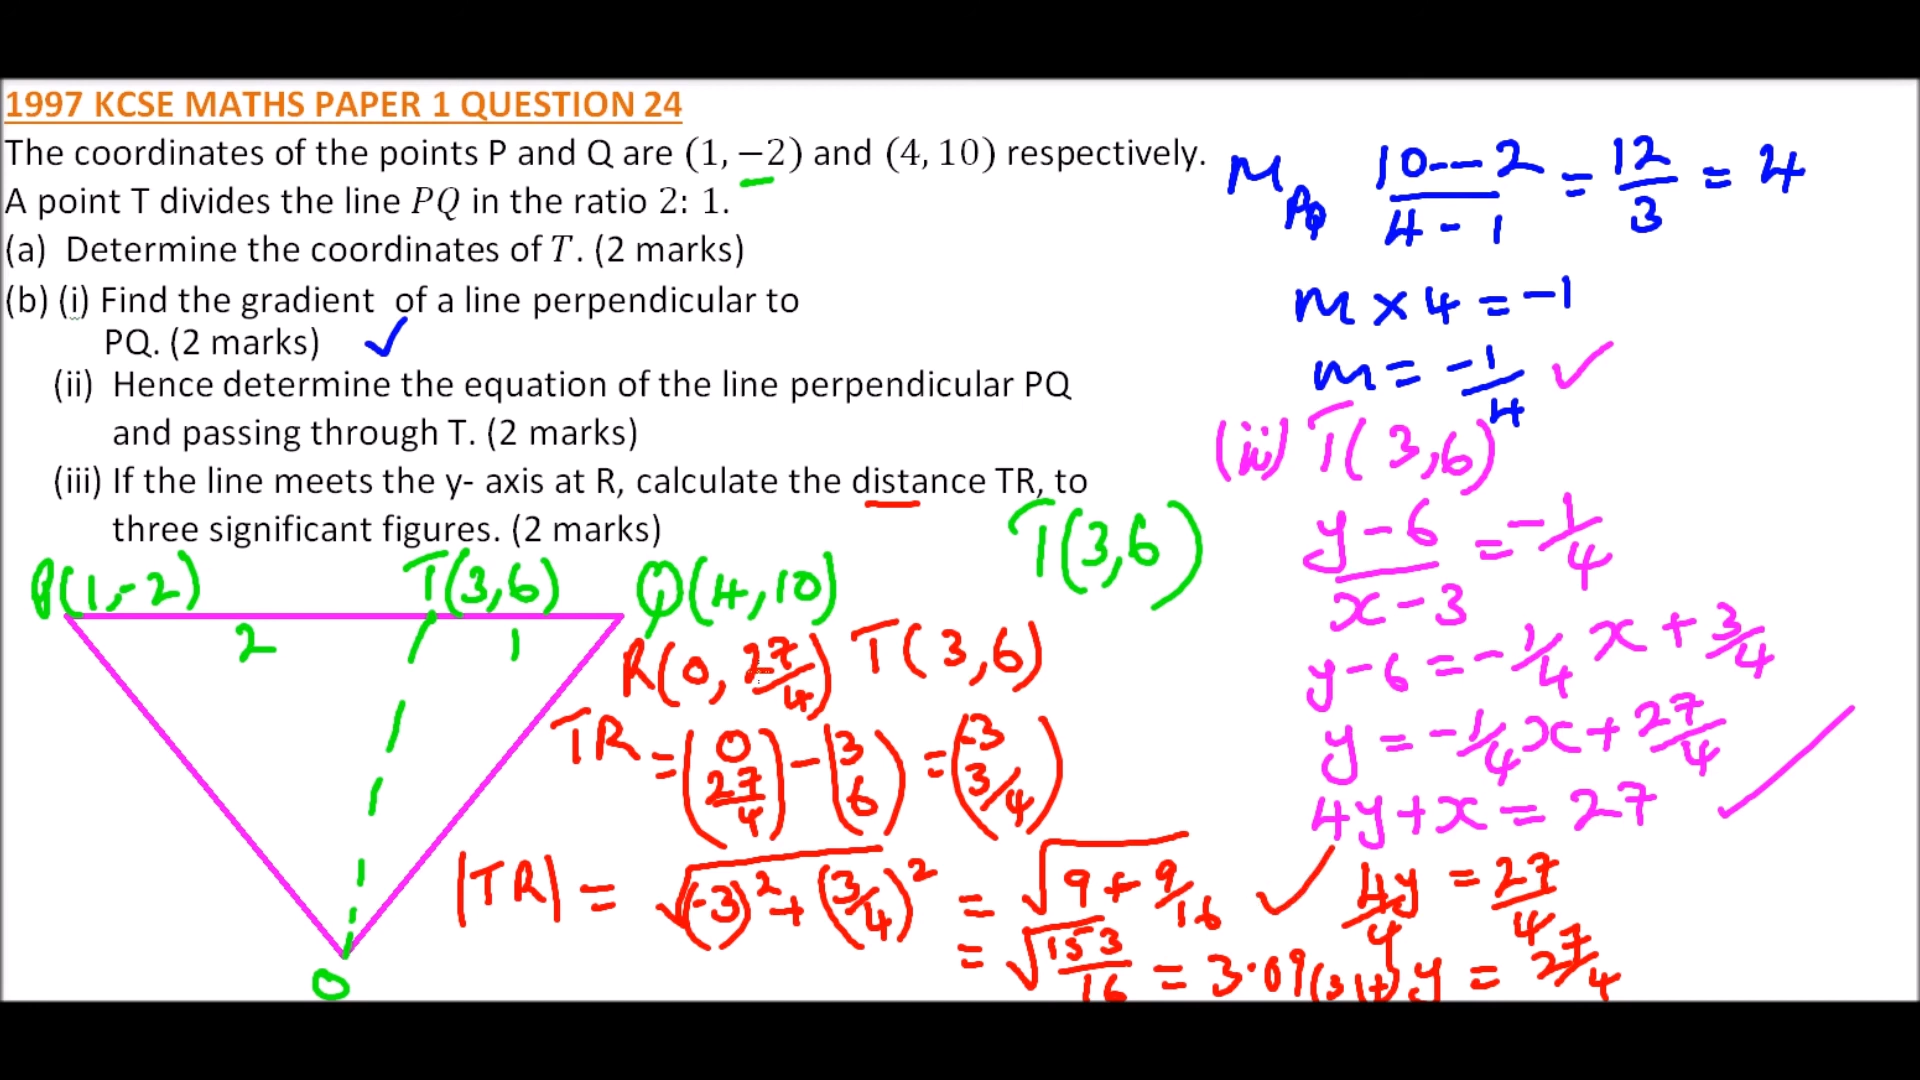 1997 KCSE MATHS PAPER 1 QUESTION 24
The coordinates of the points P and Q are (1, −2) and (4, 10) respectively.
A point T divides the line PQ in the ratio 2: 1.
(a) Determine the coordinates of T. (2 marks)
(b) (i) Find the gradient of a line perpendicular to
PQ. (2 marks) ✓
(ii) Hence determine the equation of the line perpendicular PQ
and passing through T. (2 marks)
(iii) If the line meets the y- axis at R, calculate the distance TR, to
three significant figures. (2 marks)
T(3,6)
P(1,-2) T(3,6) Q(4,10)
2 1
O
R(0, 27/4) T(3,6)
TR = (0 27/4) - (3 6) = (-3 3/4)
|TR| = √((-3)² + (3/4)²) = √(9 + 9/16) ✓
= √(153/16) = 3.09
M PQ (10--2)/(4-1) = 12/3 = 4
m × 4 = -1
m = -1/4 ✓
(ii) T(3,6)
(y-6)/(x-3) = -1/4
y-6 = -1/4 x + 3/4
y = -1/4 x + 27/4
4y+x = 27
4y/4 = 27/4
y = 27/4